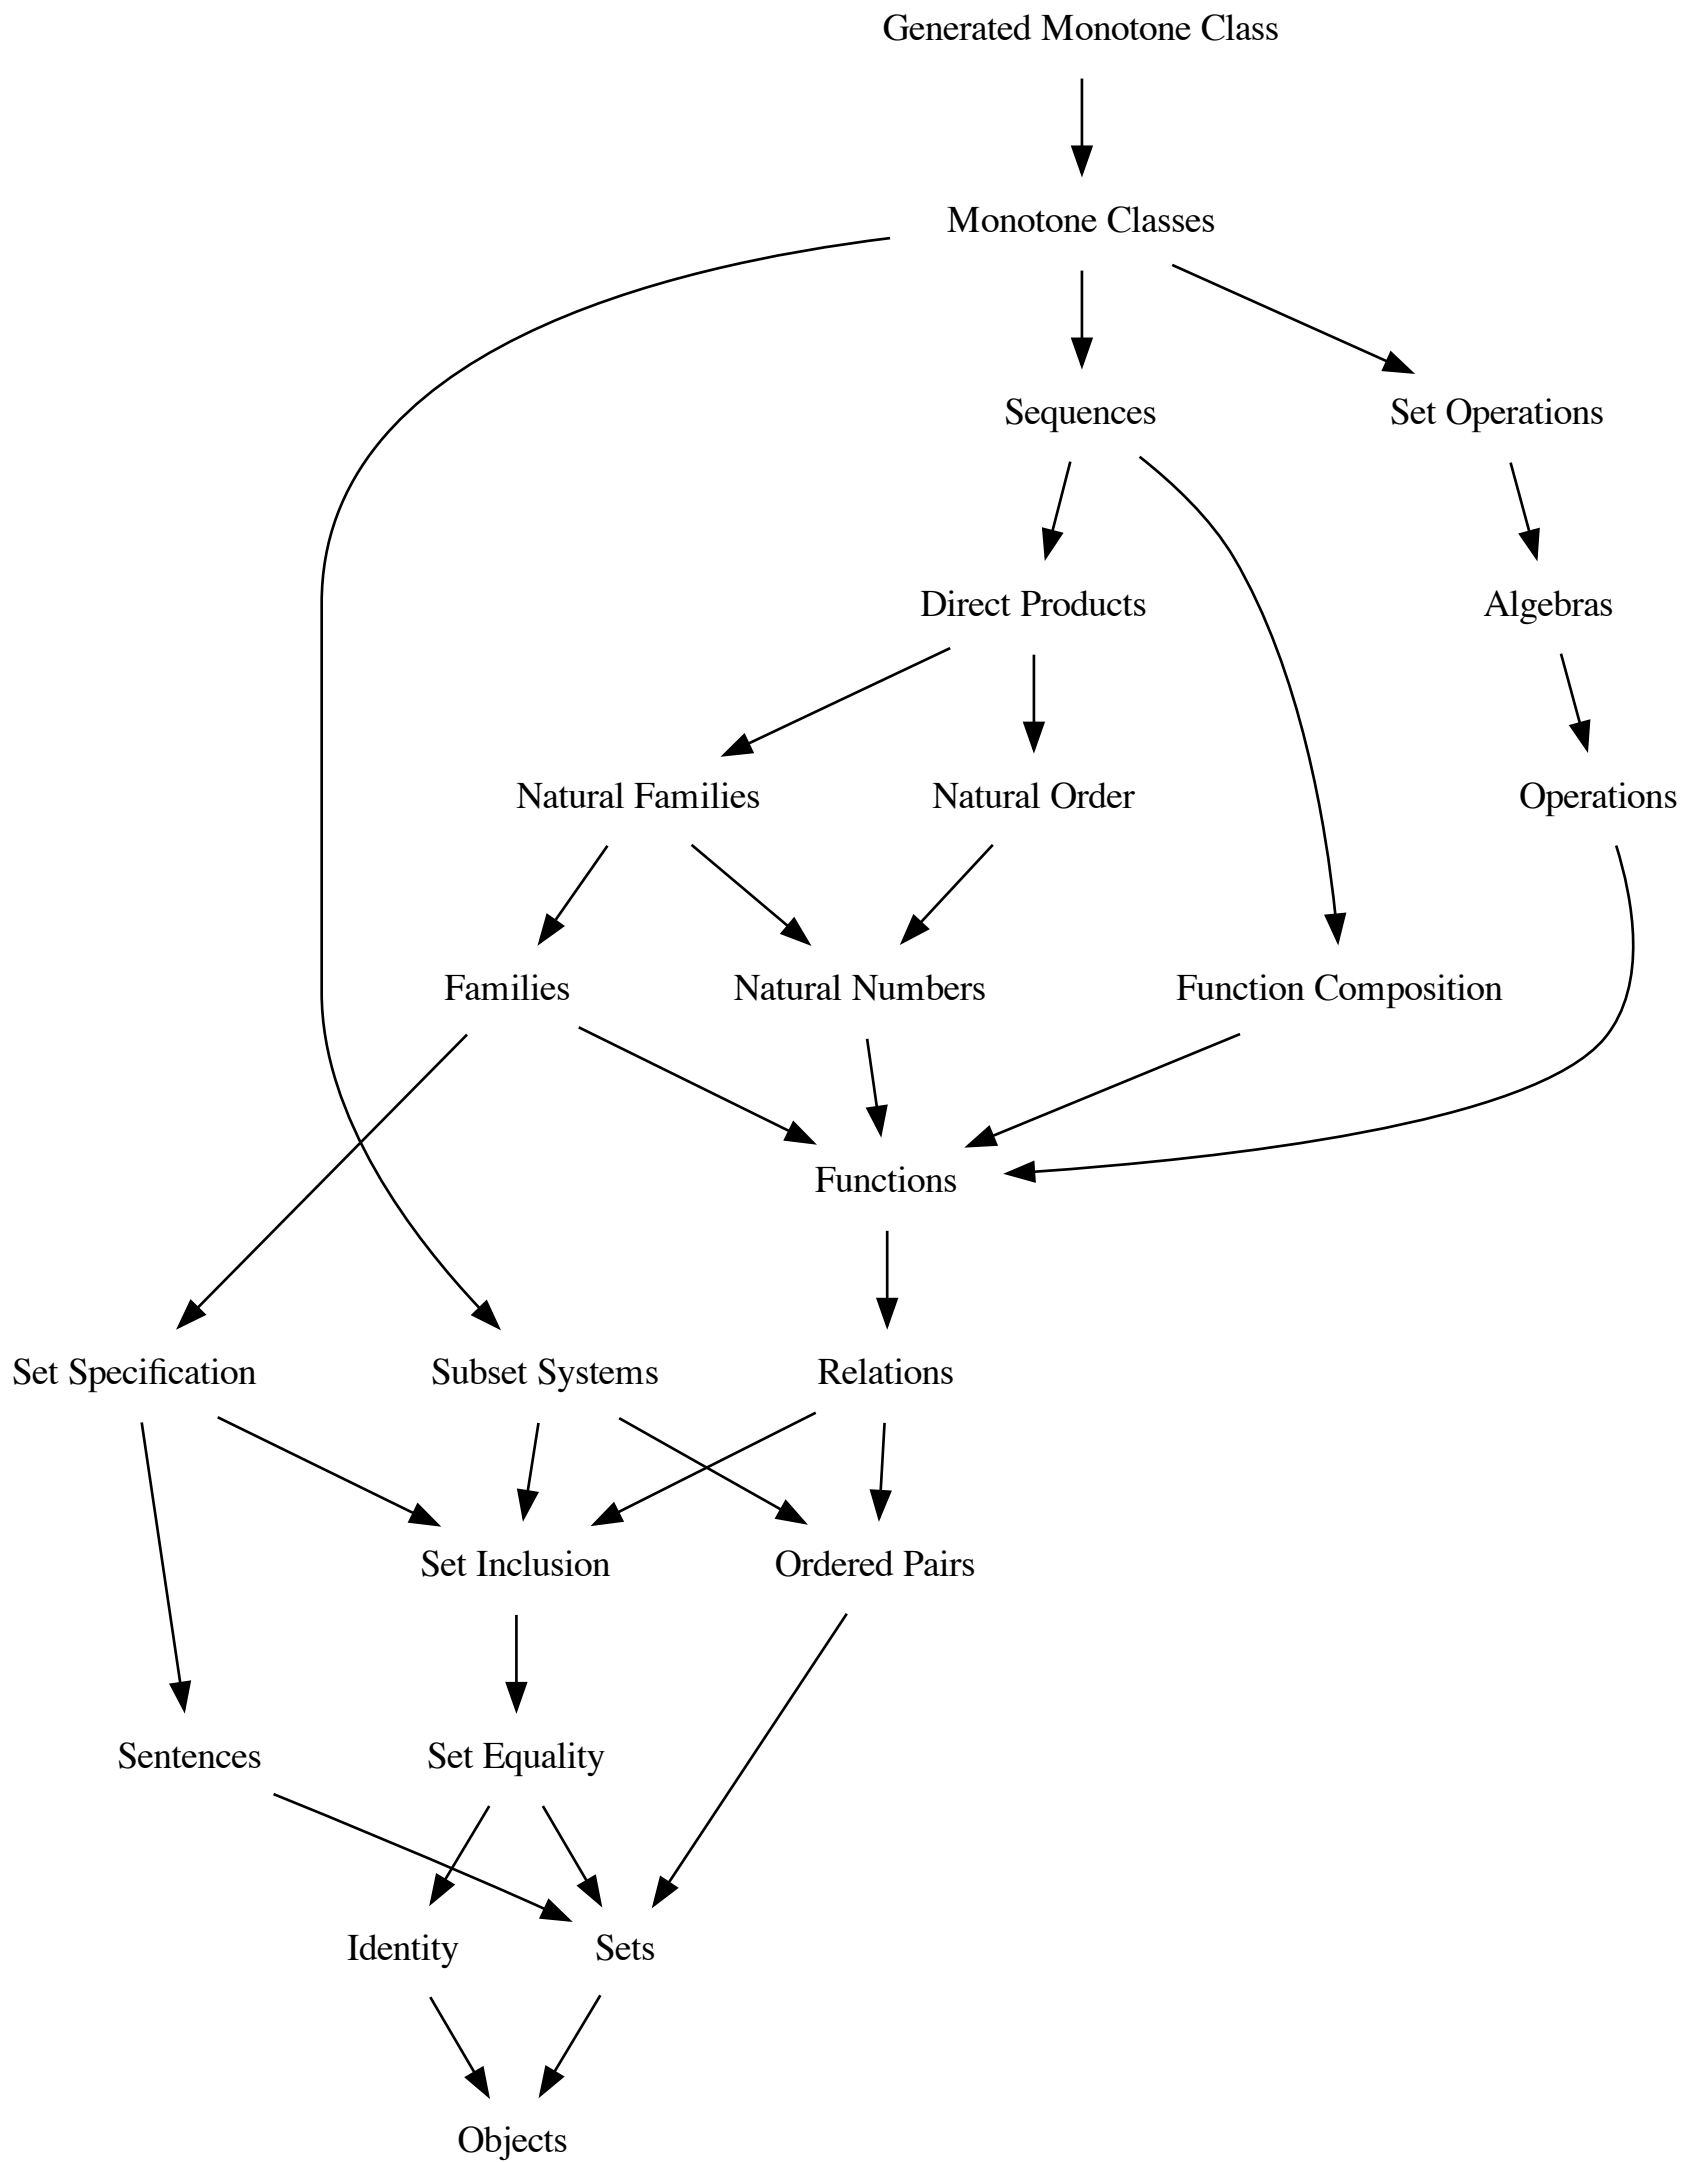 Generated Monotone Class
Monotone Classes
Sequences
Set Operations
Direct Products
Algebras
Natural Families
Natural Order
Operations
Families
Natural Numbers
Function Composition
Functions
Set Specification
Subset Systems
Relations
Set Inclusion
Ordered Pairs
Sentences
Set Equality
Identity
Sets
Objects